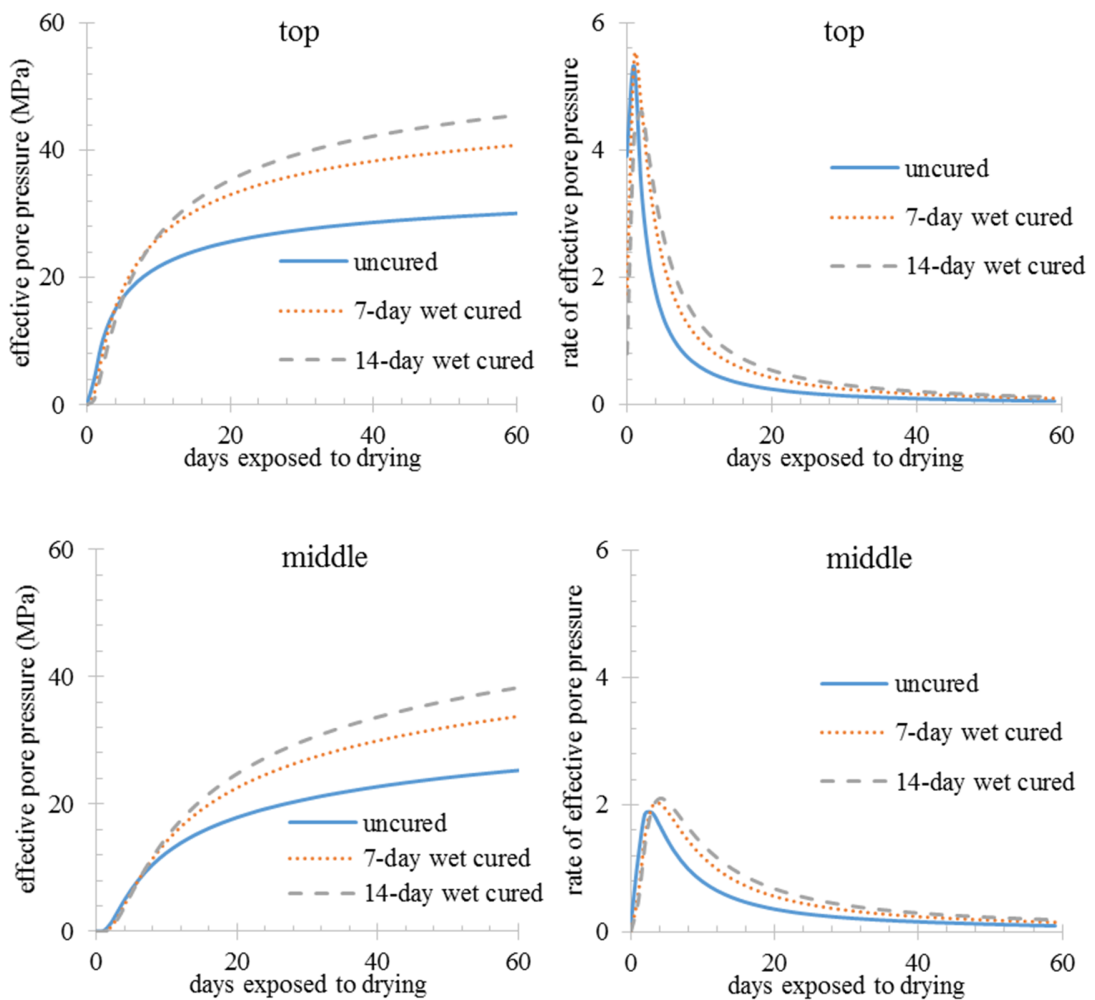 top
effective pore pressure (MPa)
60
40
20
0
0 20 40 60
days exposed to drying
uncured
7-day wet cured
14-day wet cured
top
rate of effective pore pressure
6
4
2
0
0 20 40 60
days exposed to drying
uncured
7-day wet cured
14-day wet cured
middle
effective pore pressure (MPa)
60
40
20
0
0 20 40 60
days exposed to drying
uncured
7-day wet cured
14-day wet cured
middle
rate of effective pore pressure
6
4
2
0
0 20 40 60
days exposed to drying
uncured
7-day wet cured
14-day wet cured